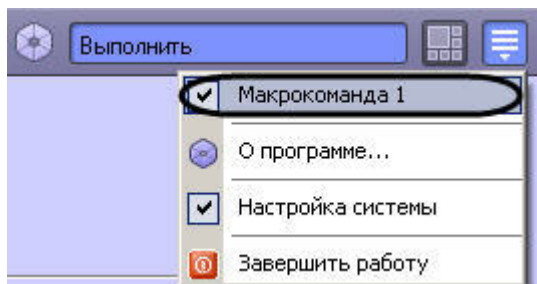 Выполнить
Макрокоманда 1
О программе...
Настройка системы
Завершить работу